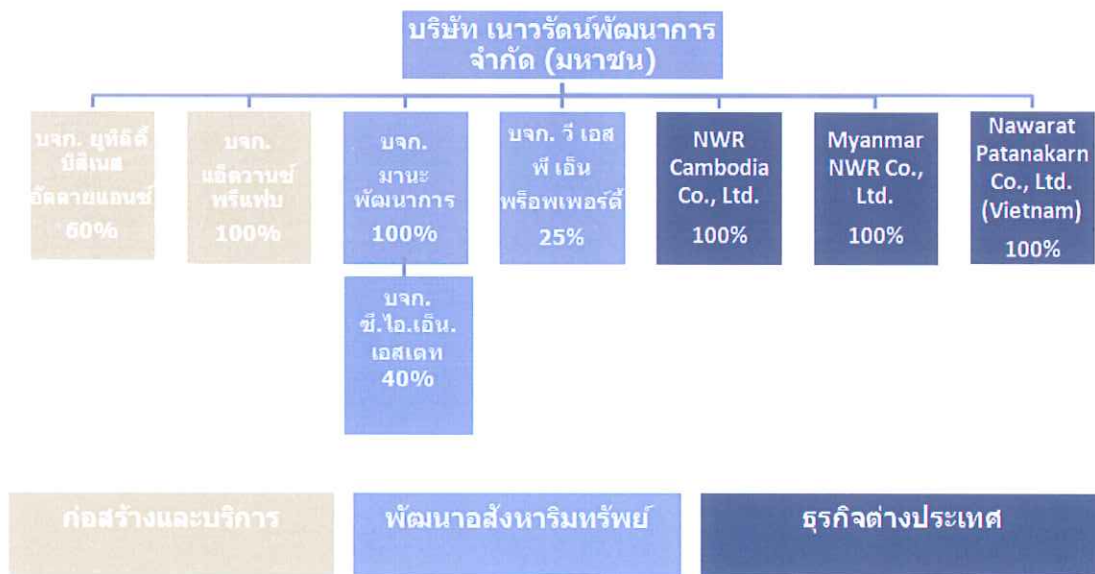 บริษัท เนาวรัตน์พัฒนาการ
จำกัด (มหาชน)
บจก. ยูทิลิตี้
บิสิเนส
อัลลายแอนซ์
60%
บจก.
แอ็ดวานซ์
พรีแฟบ
100%
บจก.
มานะ
พัฒนาการ
100%
บจก. วี เอส
พี เอ็น
พร็อพเพอร์ตี้
25%
NWR
Cambodia
Co., Ltd.
100%
Myanmar
NWR Co.,
Ltd.
100%
Nawarat
Patanakarn
Co., Ltd.
(Vietnam)
100%
บจก.
ซี.ไอ.เอ็น.
เอสเตท
40%
ก่อสร้างและบริการ
พัฒนาอสังหาริมทรัพย์
ธุรกิจต่างประเทศ